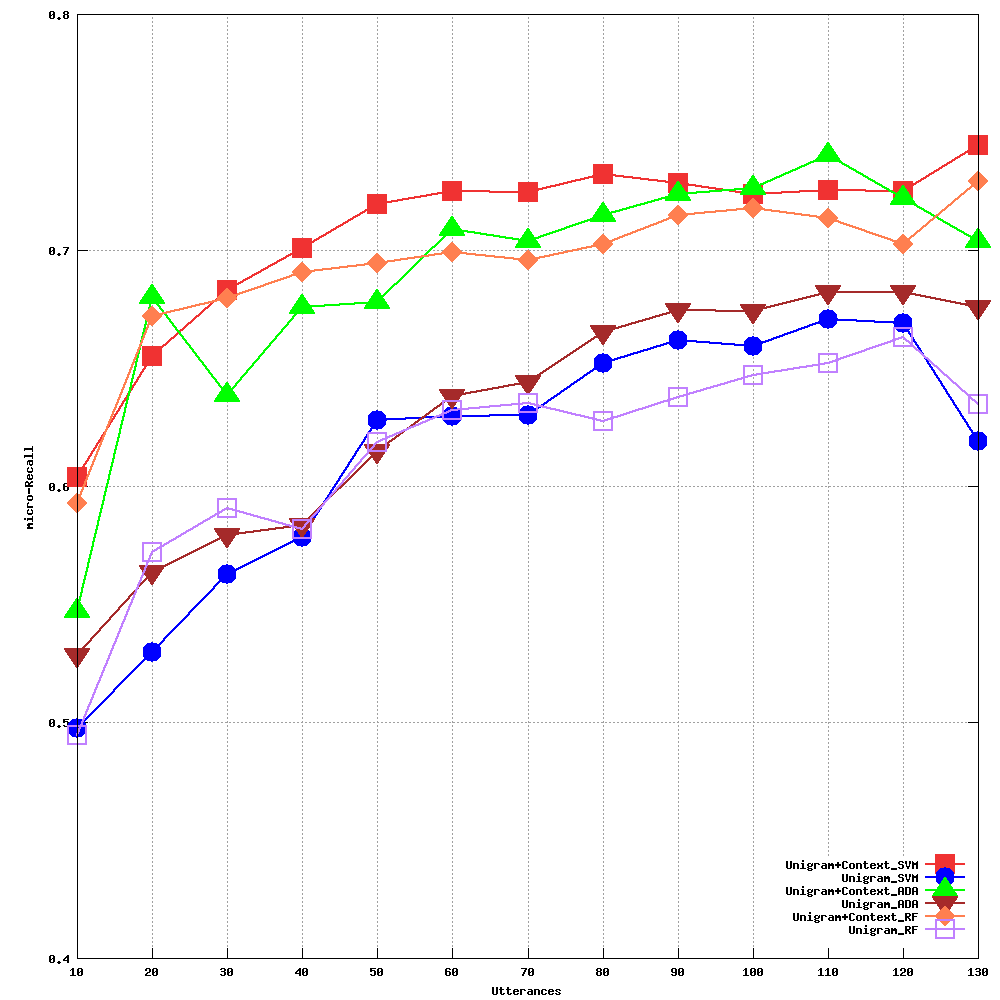 0.8
0.7
0.6
0.5
0.4
micro-Recall
10 20 30 40 50 60 70 80 90 100 110 120 130
Utterances
Unigram+Context_SVM
Unigram_SVM
Unigram+Context_ADA
Unigram_ADA
Unigram+Context_RF
Unigram_RF